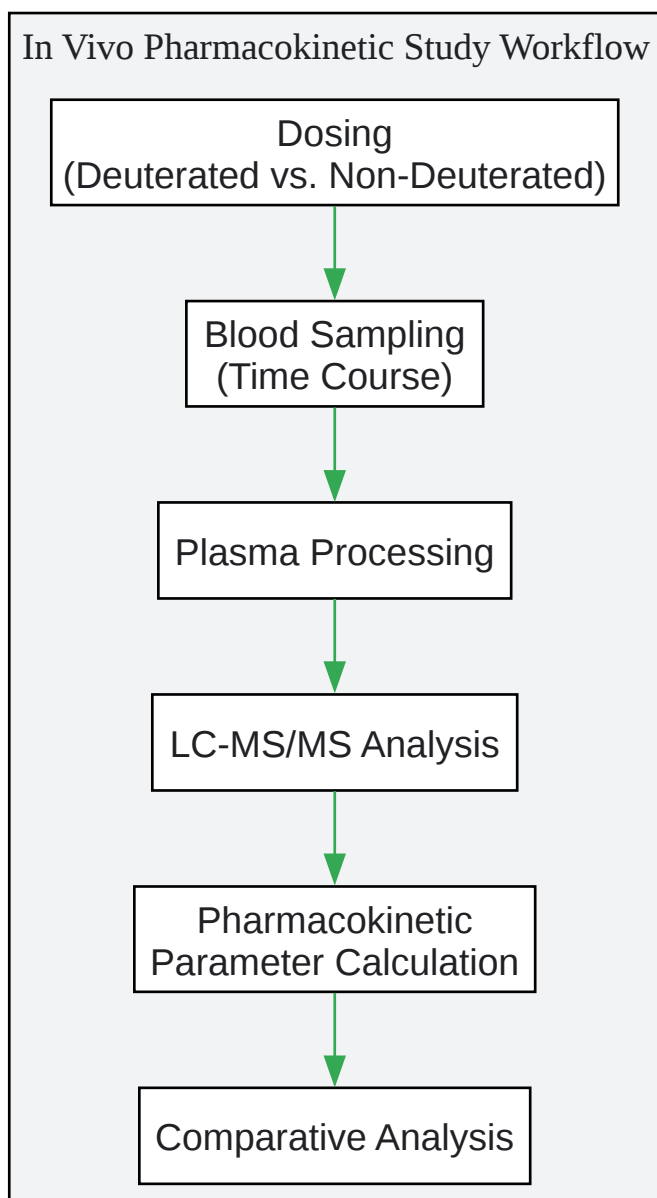 In Vivo Pharmacokinetic Study Workflow
Dosing
(Deuterated vs. Non-Deuterated)
Blood Sampling
(Time Course)
Plasma Processing
LC-MS/MS Analysis
Pharmacokinetic
Parameter Calculation
Comparative Analysis